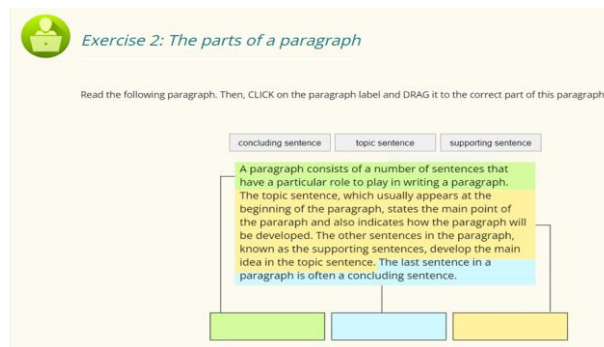 Exercise 2: The parts of a paragraph
Read the following paragraph. Then, CLICK on the paragraph label and DRAG it to the correct part of this paragraph
concluding sentence
topic sentence
supporting sentence
A paragraph consists of a number of sentences that
have a particular role to play in writing a paragraph.
The topic sentence, which usually appears at the
beginning of the paragraph, states the main point of
the pararaph and also indicates how the paragraph will
be developed. The other sentences in the paragraph,
known as the supporting sentences, develop the main
idea in the topic sentence. The last sentence in a
paragraph is often a concluding sentence.